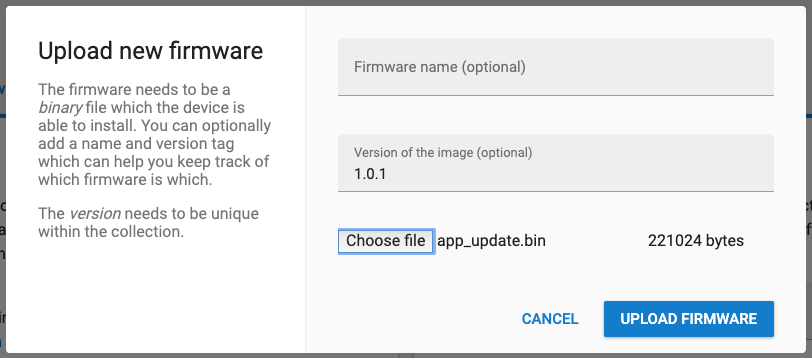 Upload new firmware
The firmware needs to be a
binary file which the device is
able to install. You can optionally
add a name and version tag
which can help you keep track of
which firmware is which.
The version needs to be unique
within the collection.
Firmware name (optional)
Version of the image (optional)
1.0.1
Choose file app_update.bin 221024 bytes
CANCEL UPLOAD FIRMWARE